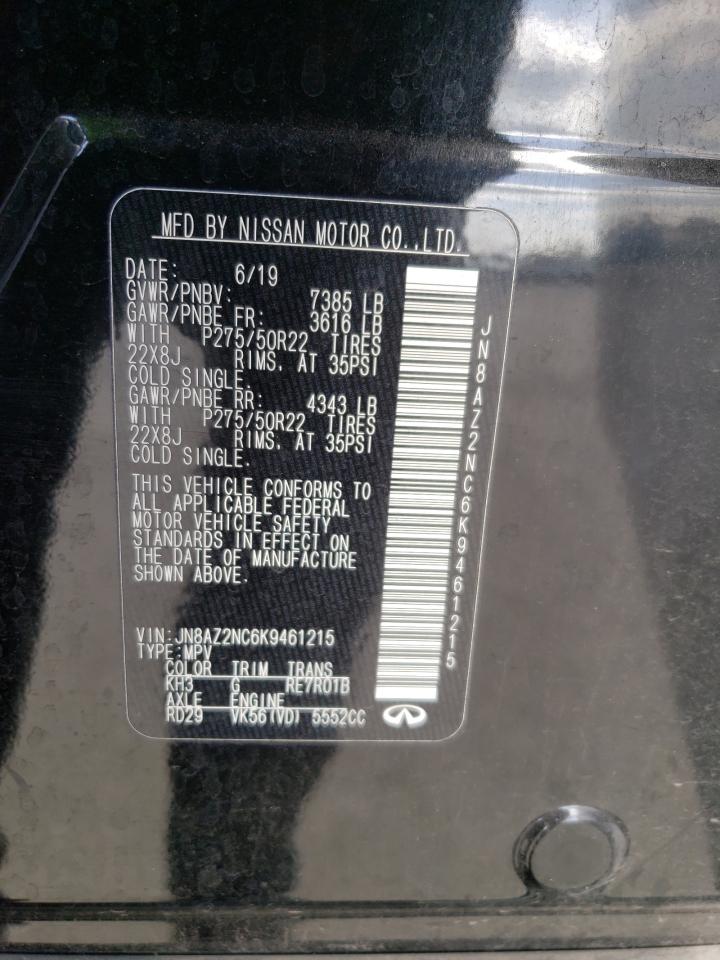 MFD BY NISSAN MOTOR CO.,LTD.
DATE: 6/19
GVWR/PNBV: 7385 LB
GAWR/PNBE FR: 3616 LB
WITH P275/50R22 TIRES
22X8J RIMS, AT 35PSI
COLD SINGLE.
GAWR/PNBE RR: 4343 LB
WITH P275/50R22 TIRES
22X8J RIMS, AT 35PSI
COLD SINGLE.
THIS VEHICLE CONFORMS TO
ALL APPLICABLE FEDERAL
MOTOR VEHICLE SAFETY
STANDARDS IN EFFECT ON
THE DATE OF MANUFACTURE
SHOWN ABOVE.
VIN:JN8AZ2NC6K9461215
TYPE:MPV
COLOR TRIM TRANS
KH3 G RE7R01B
AXLE ENGINE
RD29 VK56(VD) 5552CC
JN8AZ2NC6K9461215